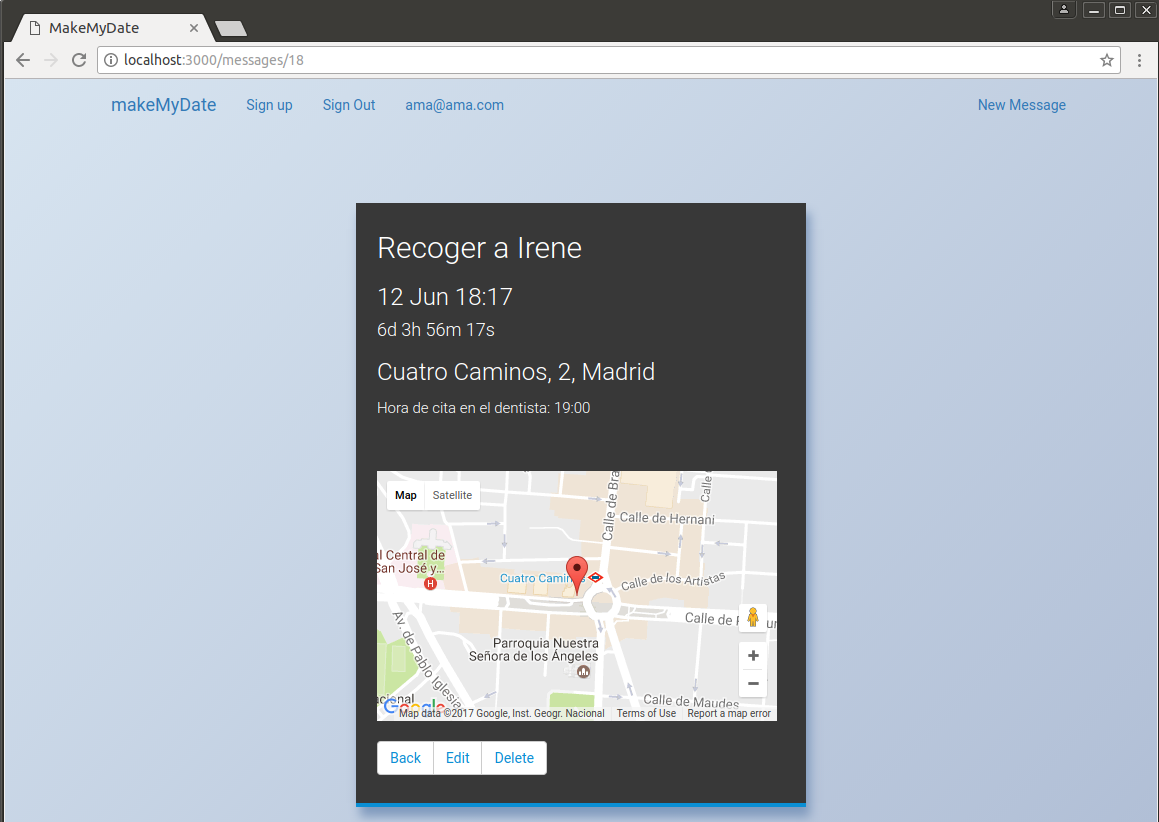 MakeMyDate
localhost:3000/messages/18
makeMyDate Sign up Sign Out ama@ama.com New Message
Recoger a Irene
12 Jun 18:17
6d 3h 56m 17s
Cuatro Caminos, 2, Madrid
Hora de cita en el dentista: 19:00
Map Satellite
Calle de Bra
Calle d
Calle de Hernani
l Central de
San José y...
H
Cuatro Camin
Calle de los Artistas
Calle de
Av. de Pablo Iglesias
Parroquia Nuestra
Señora de los Ángeles
+
−
cional
Calle de Maudes
Google
Map data ©2017 Google, Inst. Geogr. Nacional Terms of Use Report a map error
Back Edit Delete